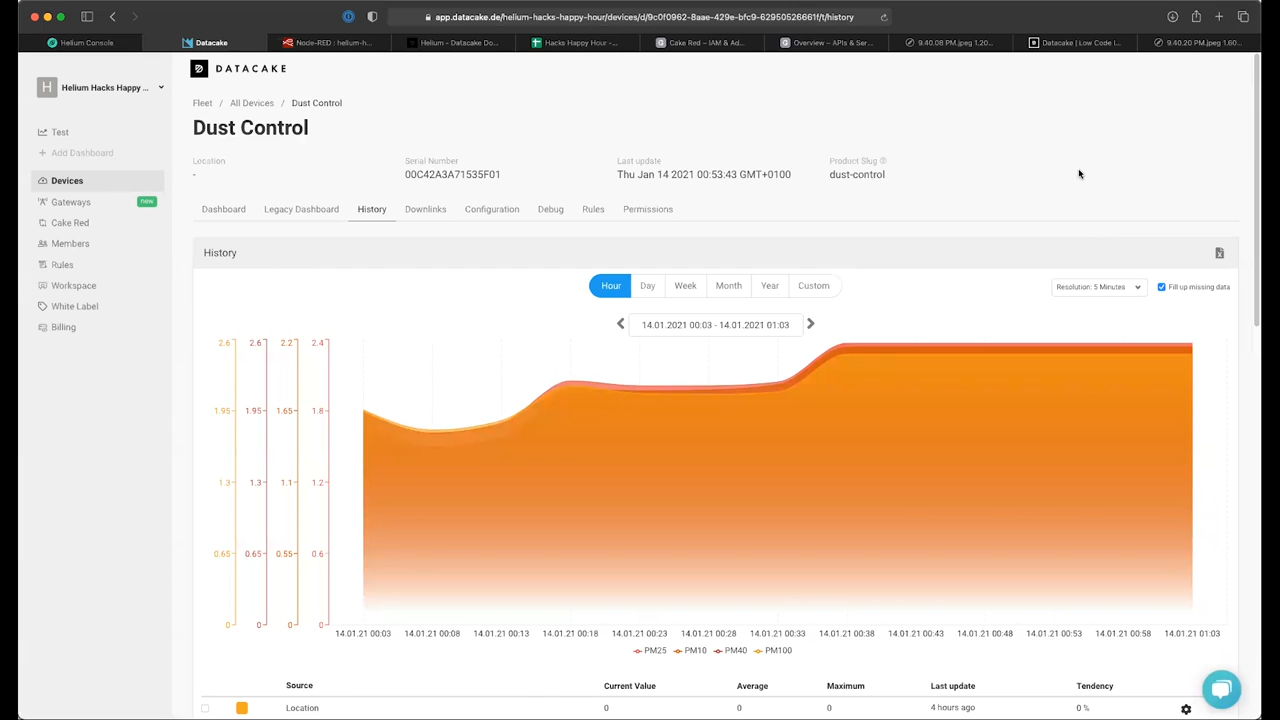 app.datacake.de/helium-hacks-happy-hour/devices/d/9c0f0962-8aae-429e-bfc9-62950526661f/t/history
Helium Console
Datacake
Node-RED : helium-h...
Helium - Datacake Do...
Hacks Happy Hour -...
Cake Red – IAM & Ad...
Overview – APIs & Ser...
9.40.08 PM.jpeg 1.20...
Datacake | Low Code I...
9.40.20 PM.jpeg 1.60...
H
Helium Hacks Happy ...
Test
Add Dashboard
Devices
Gateways
new
Cake Red
Members
Rules
Workspace
White Label
Billing
DATACAKE
Fleet / All Devices / Dust Control
Dust Control
Location
-
Serial Number
00C42A3A71535F01
Last update
Thu Jan 14 2021 00:53:43 GMT+0100
Product Slug
dust-control
Dashboard Legacy Dashboard History Downlinks Configuration Debug Rules Permissions
History
Hour Day Week Month Year Custom
Resolution: 5 Minutes
Fill up missing data
14.01.2021 00:03 - 14.01.2021 01:03
2.6 2.6 2.2 2.4
1.95 1.95 1.65 1.8
1.3 1.3 1.1 1.2
0.65 0.65 0.55 0.6
0 0 0 0
14.01.21 00:03 14.01.21 00:08 14.01.21 00:13 14.01.21 00:18 14.01.21 00:23 14.01.21 00:28 14.01.21 00:33 14.01.21 00:38 14.01.21 00:43 14.01.21 00:48 14.01.21 00:53 14.01.21 00:58 14.01.21 01:03
PM25 PM10 PM40 PM100
Source Current Value Average Maximum Last update Tendency
Location 0 0 0 4 hours ago 0 %